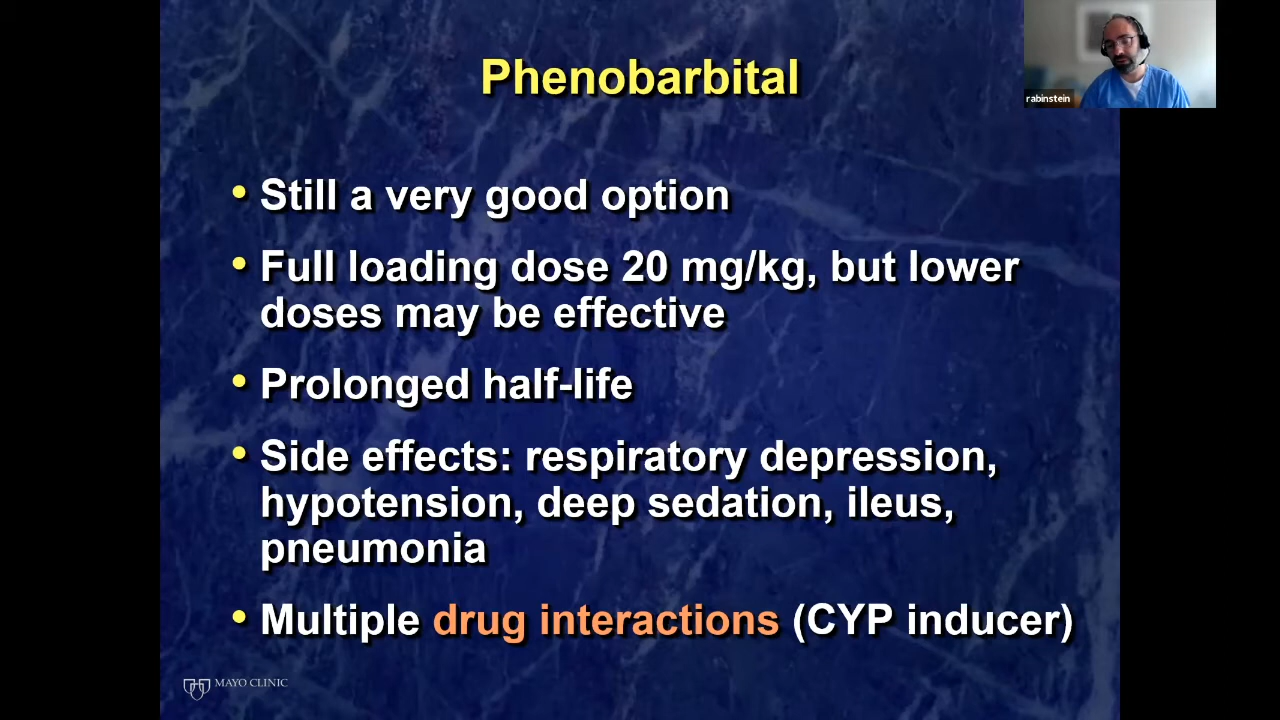 Phenobarbital
rabinstein
• Still a very good option
• Full loading dose 20 mg/kg, but lower
doses may be effective
• Prolonged half-life
• Side effects: respiratory depression,
hypotension, deep sedation, ileus,
pneumonia
• Multiple drug interactions (CYP inducer)
MAYO CLINIC